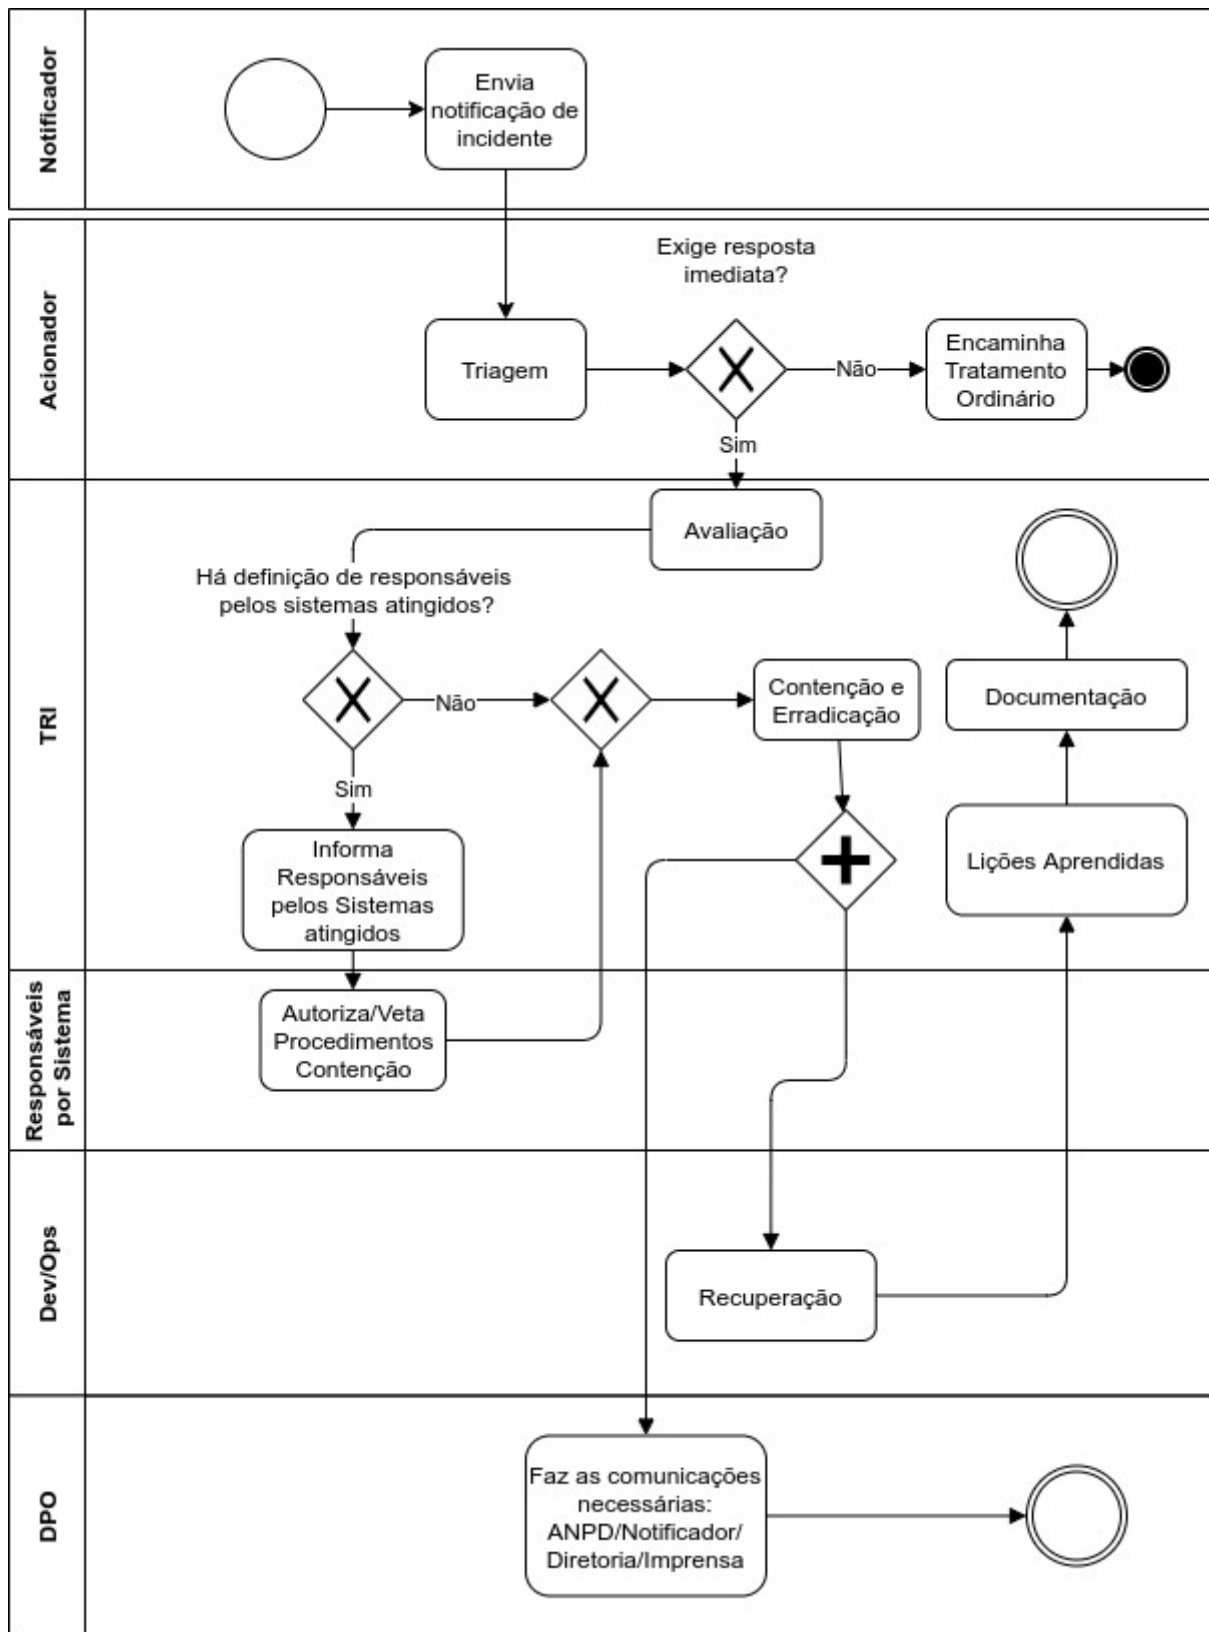 Notificador
Envia
notificação de
incidente
Acionador
Exige resposta
imediata?
Triagem
Não
Encaminha
Tratamento
Ordinário
Sim
TRI
Avaliação
Há definição de responsáveis
pelos sistemas atingidos?
Não
Contenção e
Erradicação
Documentação
Sim
Informa
Responsáveis
pelos Sistemas
atingidos
Lições Aprendidas
Responsáveis
por Sistema
Autoriza/Veta
Procedimentos
Contenção
Dev/Ops
Recuperação
DPO
Faz as comunicações
necessárias:
ANPD/Notificador/
Diretoria/Imprensa